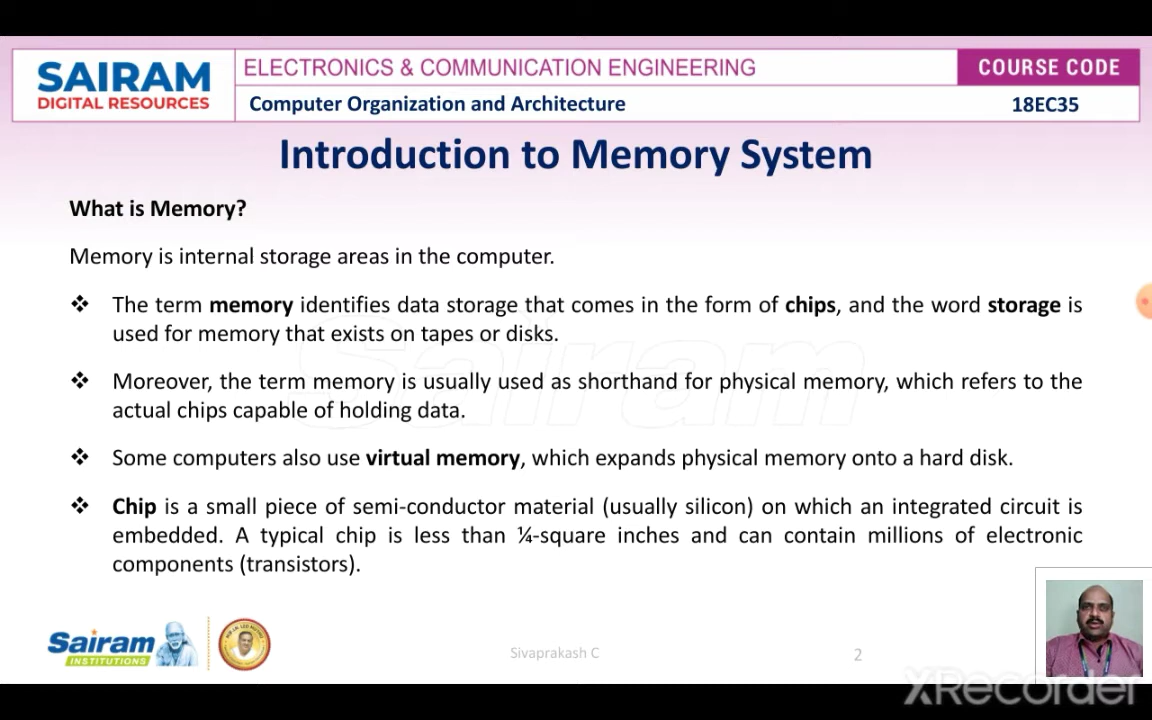 SAIRAM
DIGITAL RESOURCES
ELECTRONICS & COMMUNICATION ENGINEERING
COURSE CODE
Computer Organization and Architecture
18EC35
Introduction to Memory System
What is Memory?
Memory is internal storage areas in the computer.
❖ The term memory identifies data storage that comes in the form of chips, and the word storage is
used for memory that exists on tapes or disks.
❖ Moreover, the term memory is usually used as shorthand for physical memory, which refers to the
actual chips capable of holding data.
❖ Some computers also use virtual memory, which expands physical memory onto a hard disk.
❖ Chip is a small piece of semi-conductor material (usually silicon) on which an integrated circuit is
embedded. A typical chip is less than ¼-square inches and can contain millions of electronic
components (transistors).
Sairam
Sairam
INSTITUTIONS
Sivaprakash C
2
XRecorder